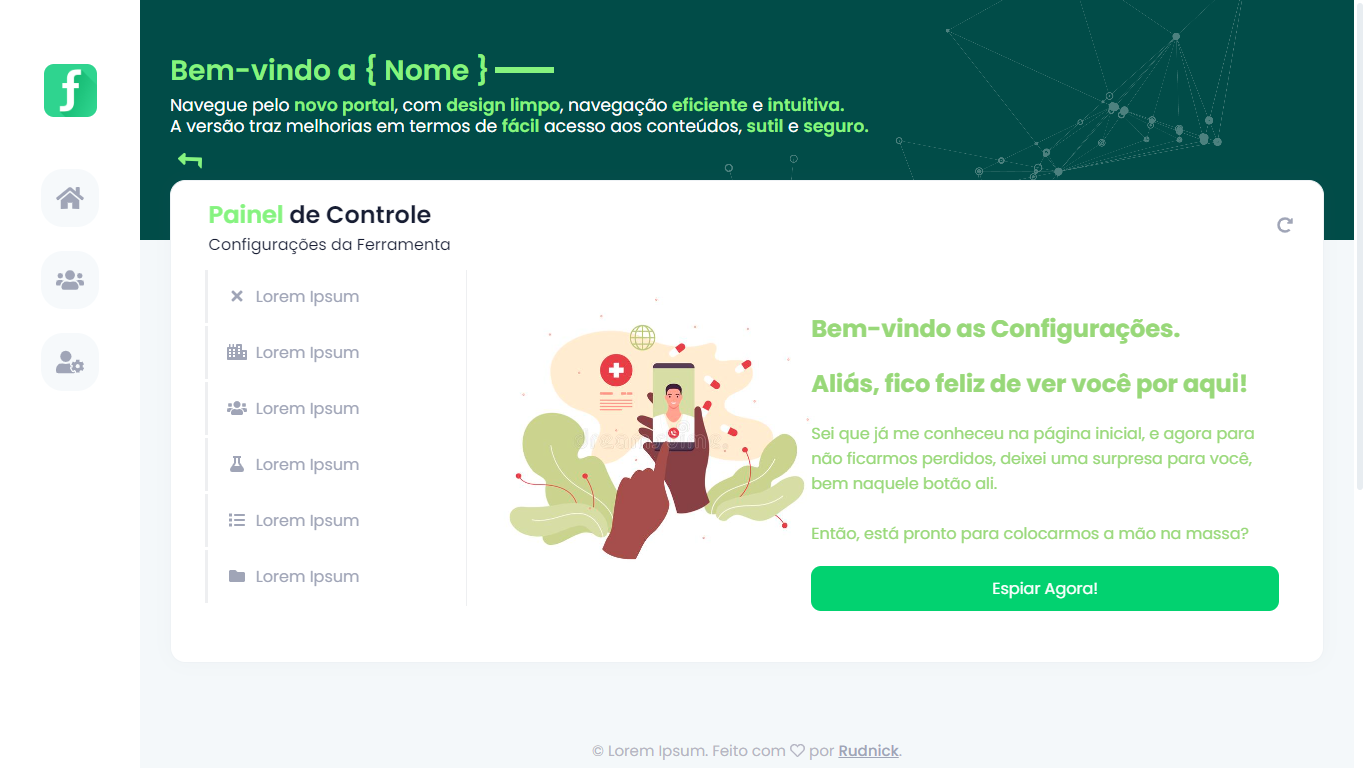 Bem-vindo a { Nome }
Navegue pelo novo portal, com design limpo, navegação eficiente e intuitiva.
A versão traz melhorias em termos de fácil acesso aos conteúdos, sutil e seguro.
Painel de Controle
Configurações da Ferramenta
Lorem Ipsum
Lorem Ipsum
Lorem Ipsum
Lorem Ipsum
Lorem Ipsum
Lorem Ipsum
Bem-vindo as Configurações.
Aliás, fico feliz de ver você por aqui!
Sei que já me conheceu na página inicial, e agora para
não ficarmos perdidos, deixei uma surpresa para você,
bem naquele botão ali.
Então, está pronto para colocarmos a mão na massa?
Espiar Agora!
© Lorem Ipsum. Feito com por Rudnick.